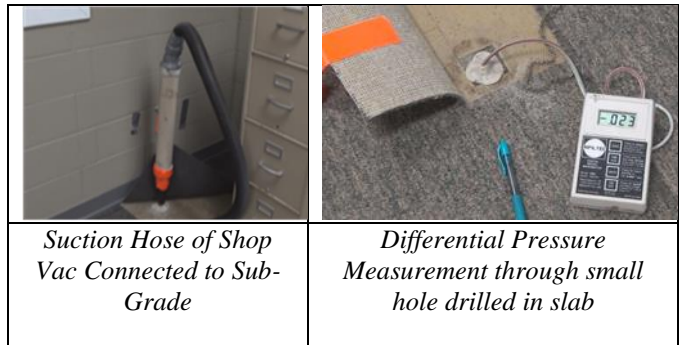 -.023
Suction Hose of Shop
Vac Connected to Sub-
Grade
Differential Pressure
Measurement through small
hole drilled in slab